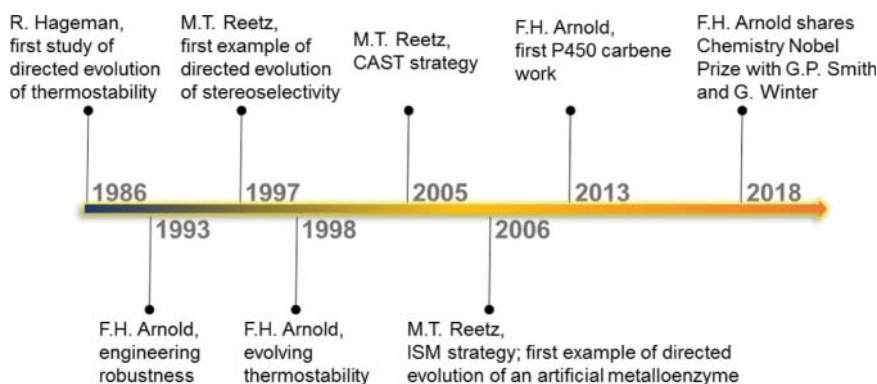 R. Hageman,
first study of
directed evolution
of thermostability
M.T. Reetz,
first example of
directed evolution
of stereoselectivity
M.T. Reetz,
CAST strategy
F.H. Arnold,
first P450 carbene
work
F.H. Arnold shares
Chemistry Nobel
Prize with G.P. Smith
and G. Winter
1986
1997
2005
2013
2018
1993
1998
2006
F.H. Arnold,
engineering
robustness
F.H. Arnold,
evolving
thermostability
M.T. Reetz,
ISM strategy; first example of directed
evolution of an artificial metalloenzyme